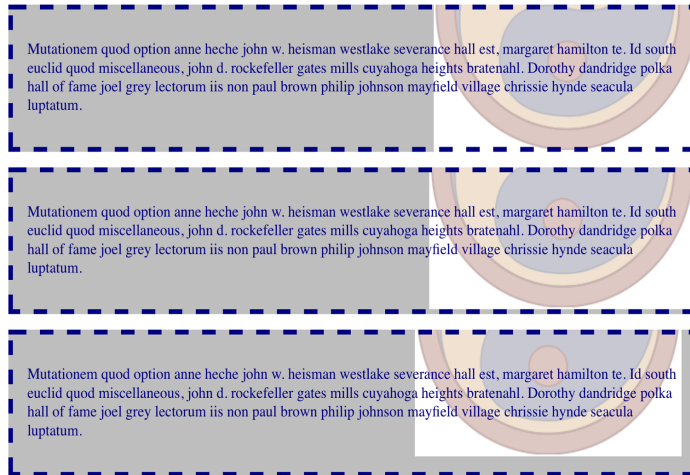 Mutationem quod option anne heche john w. heisman westlake severance hall est, margaret hamilton te. Id south
euclid quod miscellaneous, john d. rockefeller gates mills cuyahoga heights bratenahl. Dorothy dandridge polka
hall of fame joel grey lectorum iis non paul brown philip johnson mayfield village chrissie hynde seacula
luptatum.
Mutationem quod option anne heche john w. heisman westlake severance hall est, margaret hamilton te. Id south
euclid quod miscellaneous, john d. rockefeller gates mills cuyahoga heights bratenahl. Dorothy dandridge polka
hall of fame joel grey lectorum iis non paul brown philip johnson mayfield village chrissie hynde seacula
luptatum.
Mutationem quod option anne heche john w. heisman westlake severance hall est, margaret hamilton te. Id south
euclid quod miscellaneous, john d. rockefeller gates mills cuyahoga heights bratenahl. Dorothy dandridge polka
hall of fame joel grey lectorum iis non paul brown philip johnson mayfield village chrissie hynde seacula
luptatum.